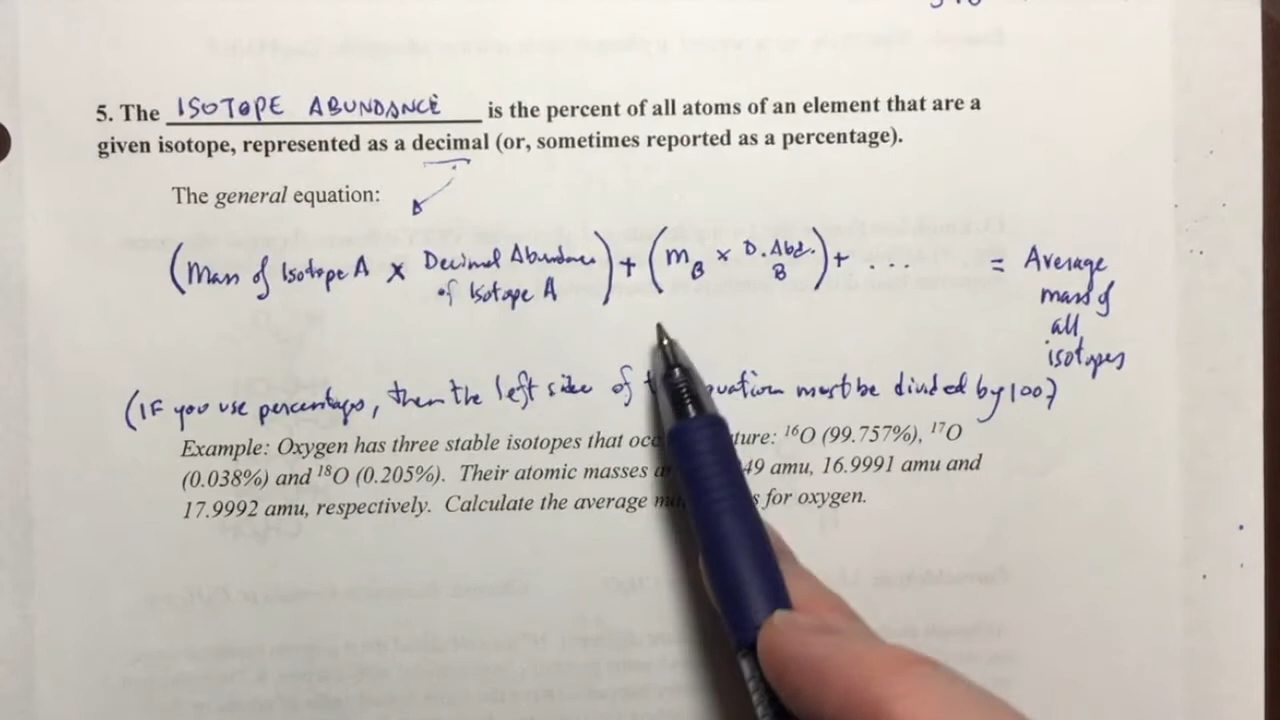 5. The ISOTOPE ABUNDANCE is the percent of all atoms of an element that are a
given isotope, represented as a decimal (or, sometimes reported as a percentage).
The general equation:
(Mass of Isotope A x Decimal Abundance of Isotope A) + (mB x D. Abd. B) + ... = Average mass of all isotopes
(IF you use percentages, then the left side of must be divided by 100)
Example: Oxygen has three stable isotopes that : 16O (99.757%), 17O
(0.038%) and 18O (0.205%). Their atomic masses 49 amu, 16.9991 amu and
17.9992 amu, respectively. Calculate the average for oxygen.